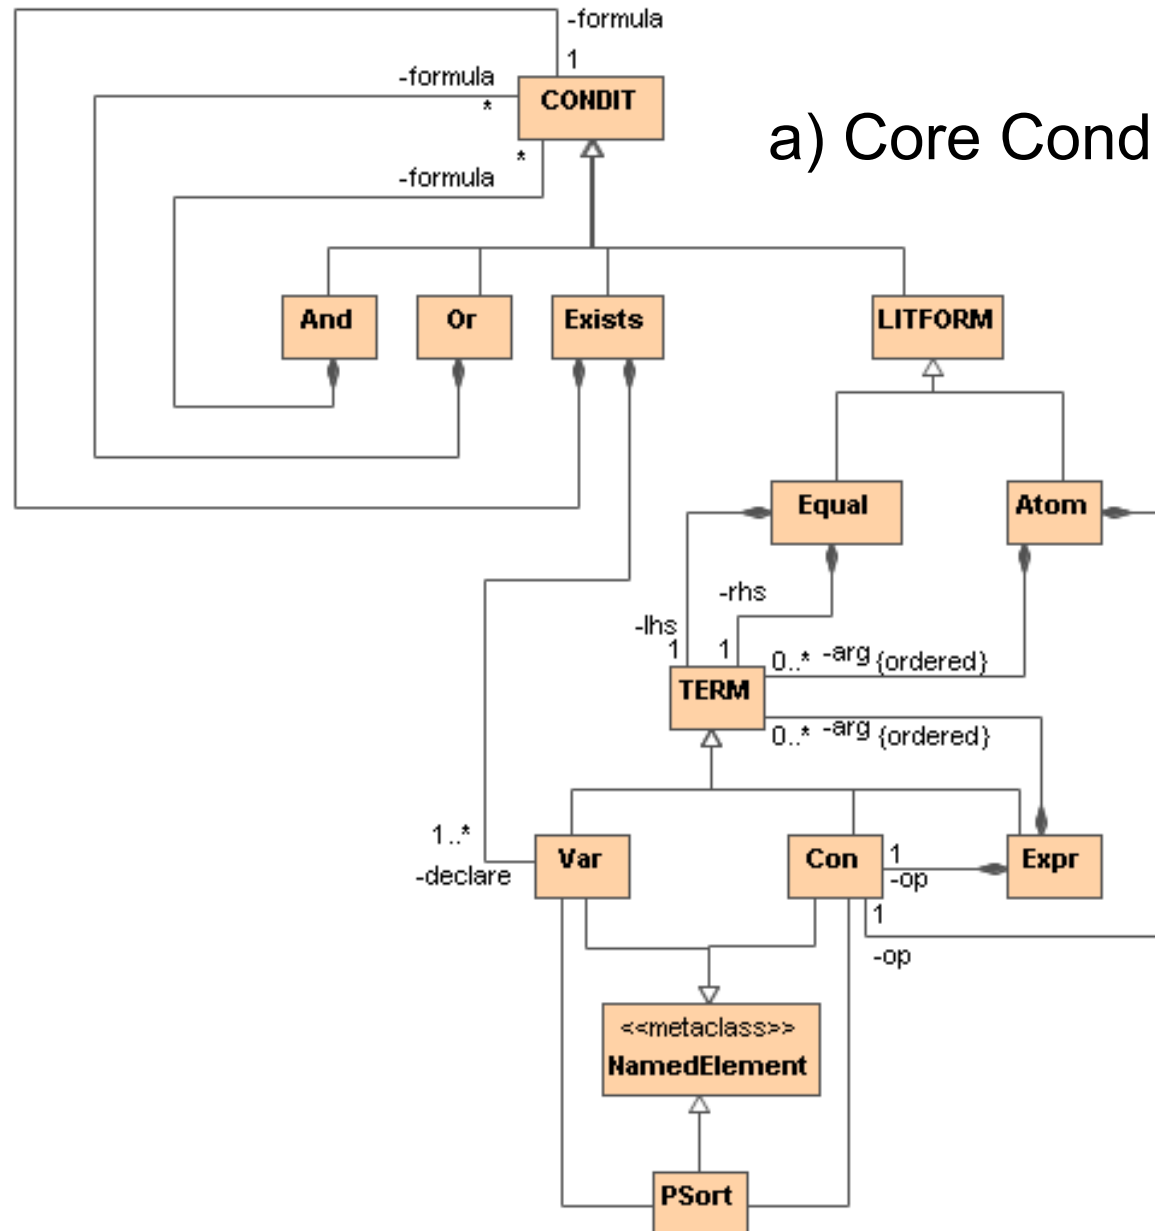 -formula
1
-formula
*
CONDIT
a) Core Cond
*
-formula
And
Or
Exists
LITFORM
Equal
Atom
-rhs
-lhs
1
1
0..* -arg {ordered}
TERM
0..* -arg {ordered}
1..*
-declare
Var
Con
1
-op
Expr
1
-op
<<metaclass>>
NamedElement
PSort